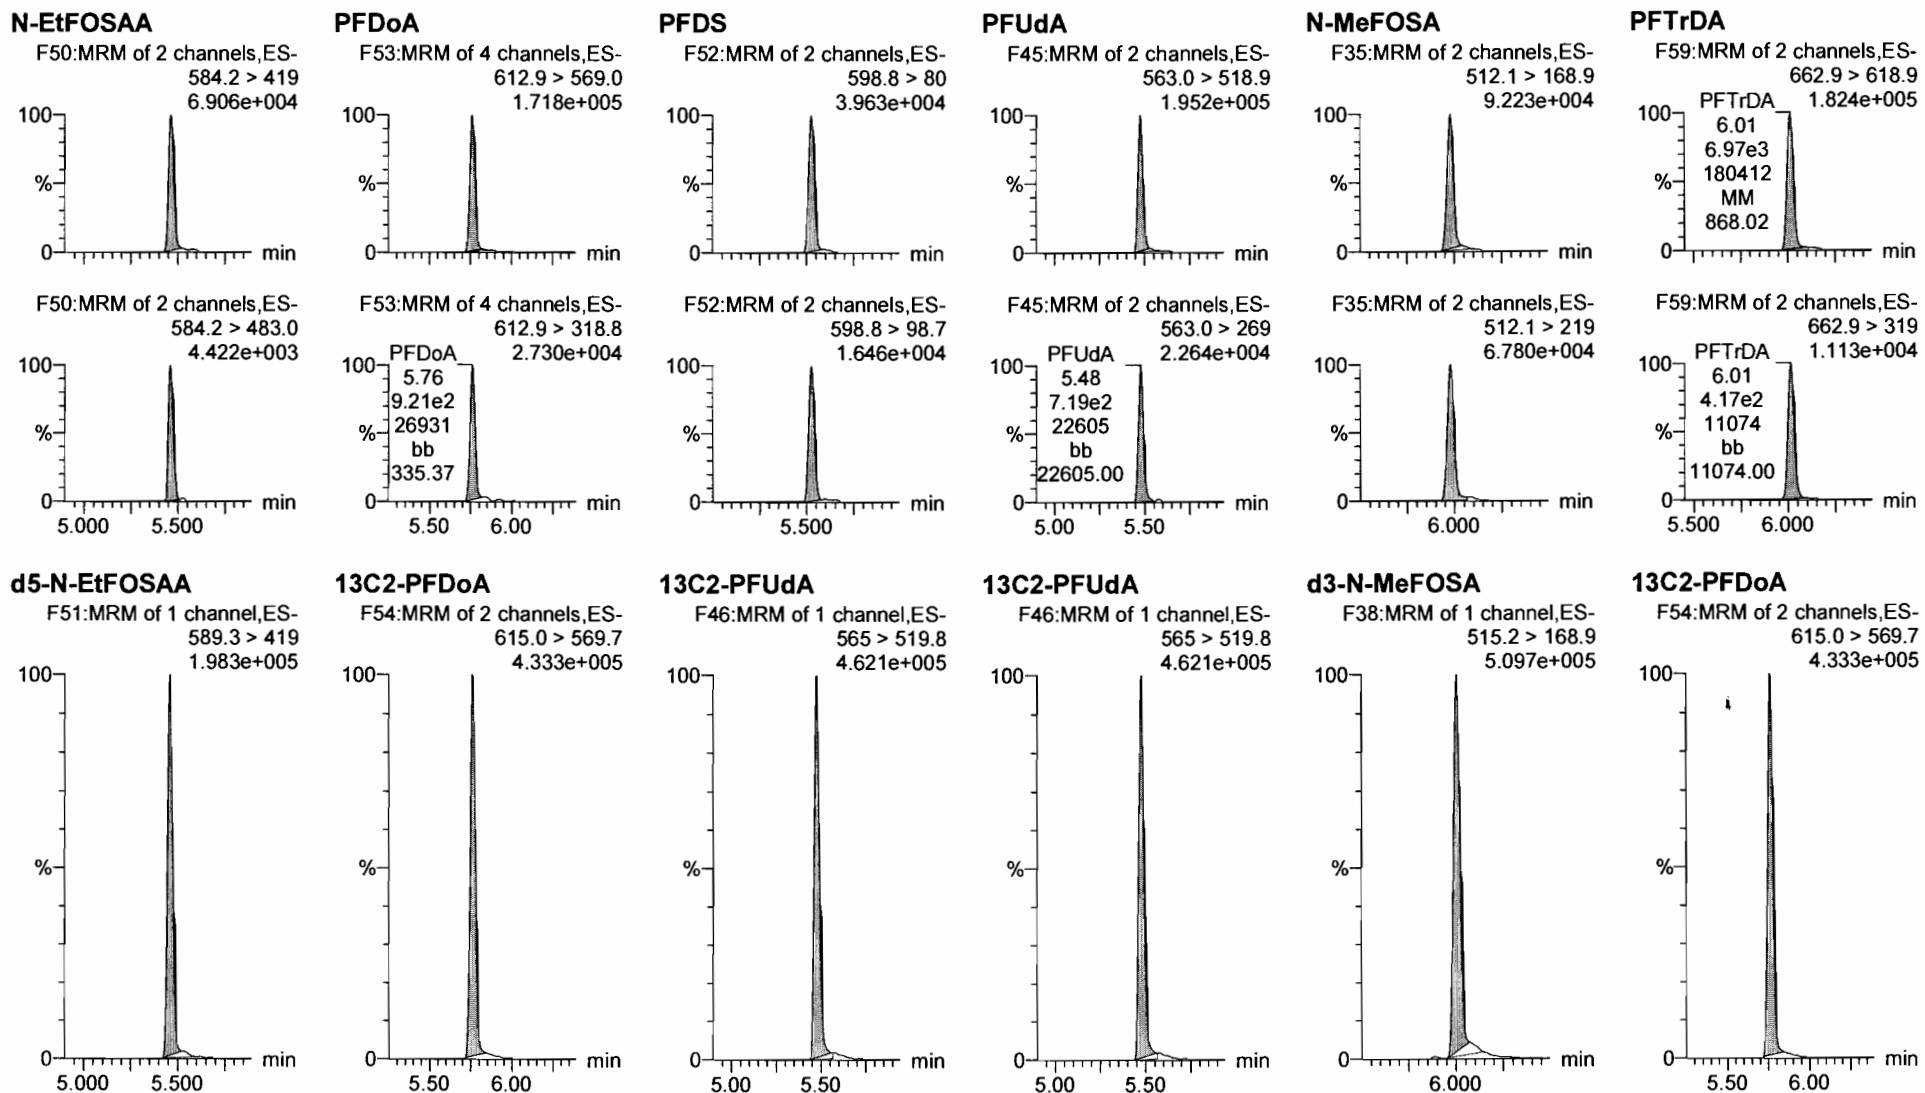 N-EtFOSAA
F50:MRM of 2 channels,ES-
584.2 > 419
6.906e+004
100
%
0
min
F50:MRM of 2 channels,ES-
584.2 > 483.0
4.422e+003
100
%
0
min
5.000 5.500
PFDoA
F53:MRM of 4 channels,ES-
612.9 > 569.0
1.718e+005
100
%
0
min
F53:MRM of 4 channels,ES-
612.9 > 318.8
2.730e+004
PFDoA
5.76
9.21e2
26931
bb
335.37
100
%
0
min
5.50 6.00
PFDS
F52:MRM of 2 channels,ES-
598.8 > 80
3.963e+004
100
%
0
min
F52:MRM of 2 channels,ES-
598.8 > 98.7
1.646e+004
100
%
0
min
5.500
PFUdA
F45:MRM of 2 channels,ES-
563.0 > 518.9
1.952e+005
100
%
0
min
F45:MRM of 2 channels,ES-
563.0 > 269
2.264e+004
PFUdA
5.48
7.19e2
22605
bb
22605.00
100
%
0
min
5.00 5.50
N-MeFOSA
F35:MRM of 2 channels,ES-
512.1 > 168.9
9.223e+004
100
%
0
min
F35:MRM of 2 channels,ES-
512.1 > 219
6.780e+004
100
%
0
min
6.000
PFTrDA
F59:MRM of 2 channels,ES-
662.9 > 618.9
1.824e+005
PFTrDA
6.01
6.97e3
180412
MM
868.02
100
%
0
min
F59:MRM of 2 channels,ES-
662.9 > 319
1.113e+004
PFTrDA
6.01
4.17e2
11074
bb
11074.00
100
%
0
min
5.500 6.000
d5-N-EtFOSAA
F51:MRM of 1 channel,ES-
589.3 > 419
1.983e+005
100
%
0
min
5.000 5.500
13C2-PFDoA
F54:MRM of 2 channels,ES-
615.0 > 569.7
4.333e+005
100
%
0
min
5.50 6.00
13C2-PFUdA
F46:MRM of 1 channel,ES-
565 > 519.8
4.621e+005
100
%
0
min
5.00 5.50
13C2-PFUdA
F46:MRM of 1 channel,ES-
565 > 519.8
4.621e+005
100
%
0
min
5.00 5.50
d3-N-MeFOSA
F38:MRM of 1 channel,ES-
515.2 > 168.9
5.097e+005
100
%
0
min
6.000
13C2-PFDoA
F54:MRM of 2 channels,ES-
615.0 > 569.7
4.333e+005
100
%
0
min
5.50 6.00